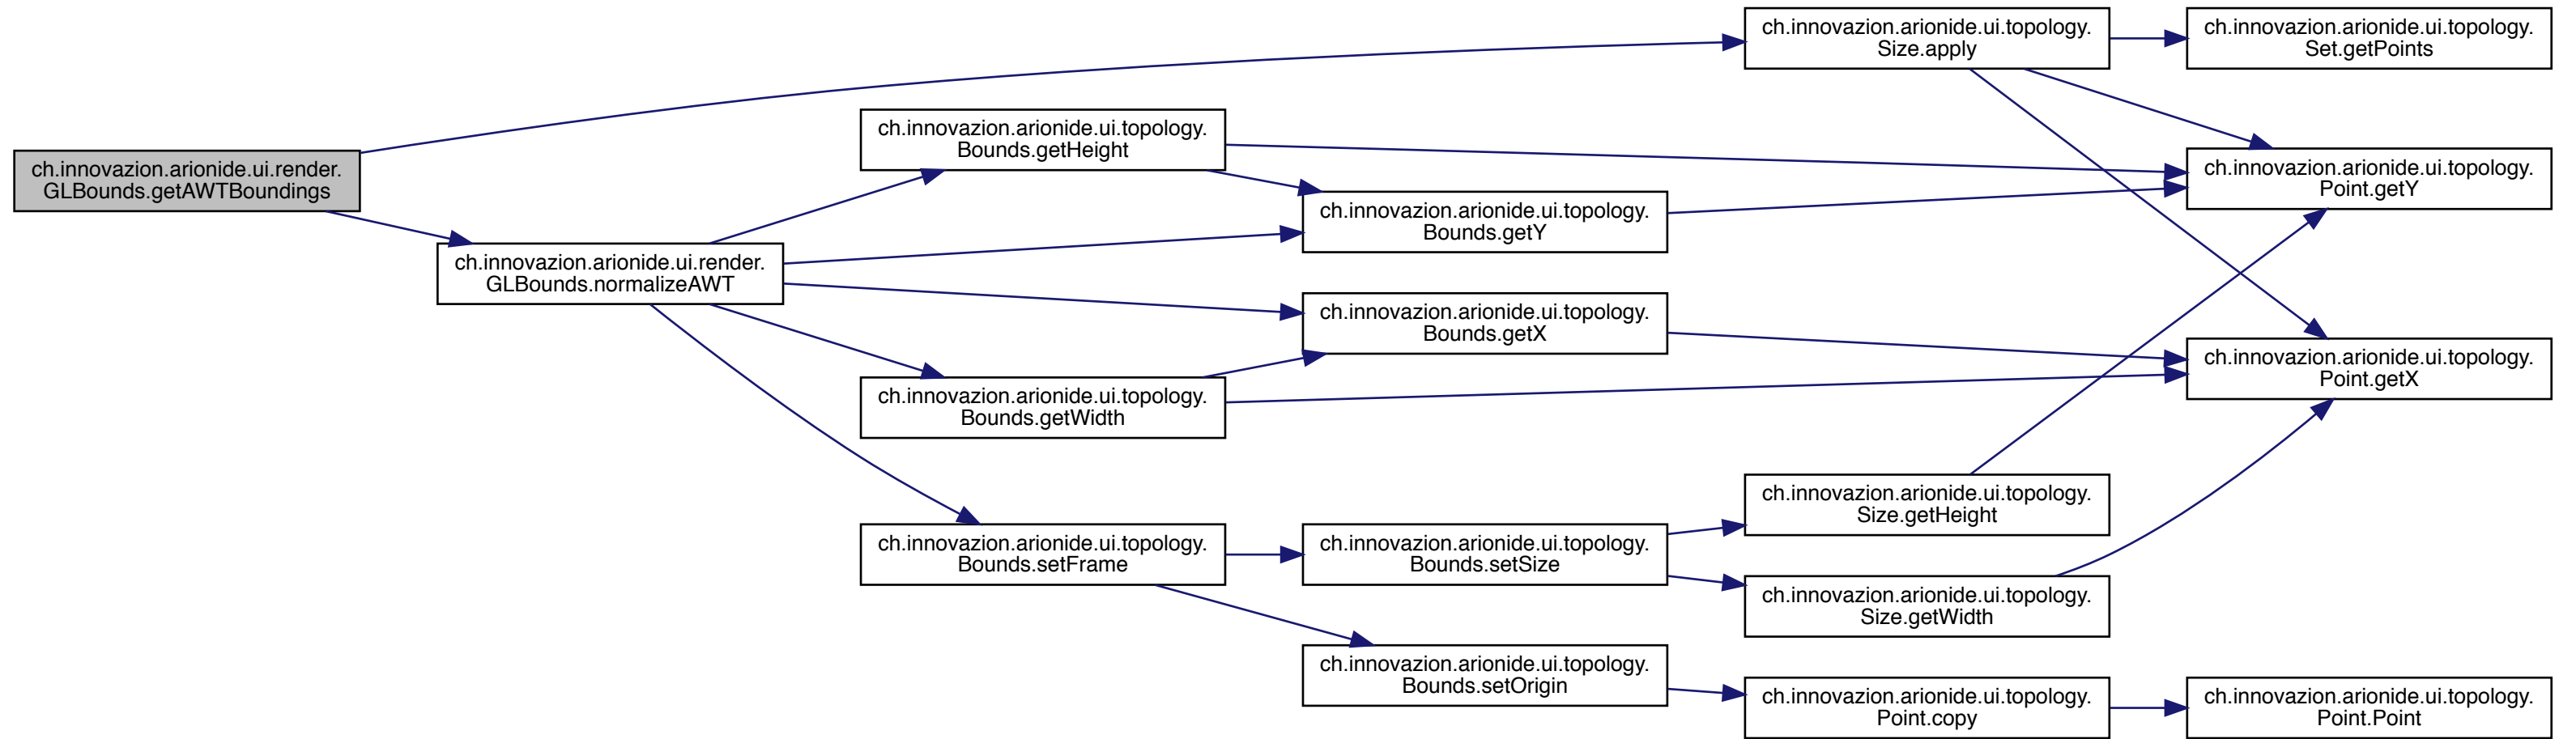 ch.innovazion.arionide.ui.render.
GLBounds.getAWTBoundings
ch.innovazion.arionide.ui.render.
GLBounds.normalizeAWT
ch.innovazion.arionide.ui.topology.
Bounds.getHeight
ch.innovazion.arionide.ui.topology.
Bounds.getWidth
ch.innovazion.arionide.ui.topology.
Bounds.setFrame
ch.innovazion.arionide.ui.topology.
Bounds.getY
ch.innovazion.arionide.ui.topology.
Bounds.getX
ch.innovazion.arionide.ui.topology.
Bounds.setSize
ch.innovazion.arionide.ui.topology.
Bounds.setOrigin
ch.innovazion.arionide.ui.topology.
Size.apply
ch.innovazion.arionide.ui.topology.
Size.getHeight
ch.innovazion.arionide.ui.topology.
Size.getWidth
ch.innovazion.arionide.ui.topology.
Point.copy
ch.innovazion.arionide.ui.topology.
Set.getPoints
ch.innovazion.arionide.ui.topology.
Point.getY
ch.innovazion.arionide.ui.topology.
Point.getX
ch.innovazion.arionide.ui.topology.
Point.Point